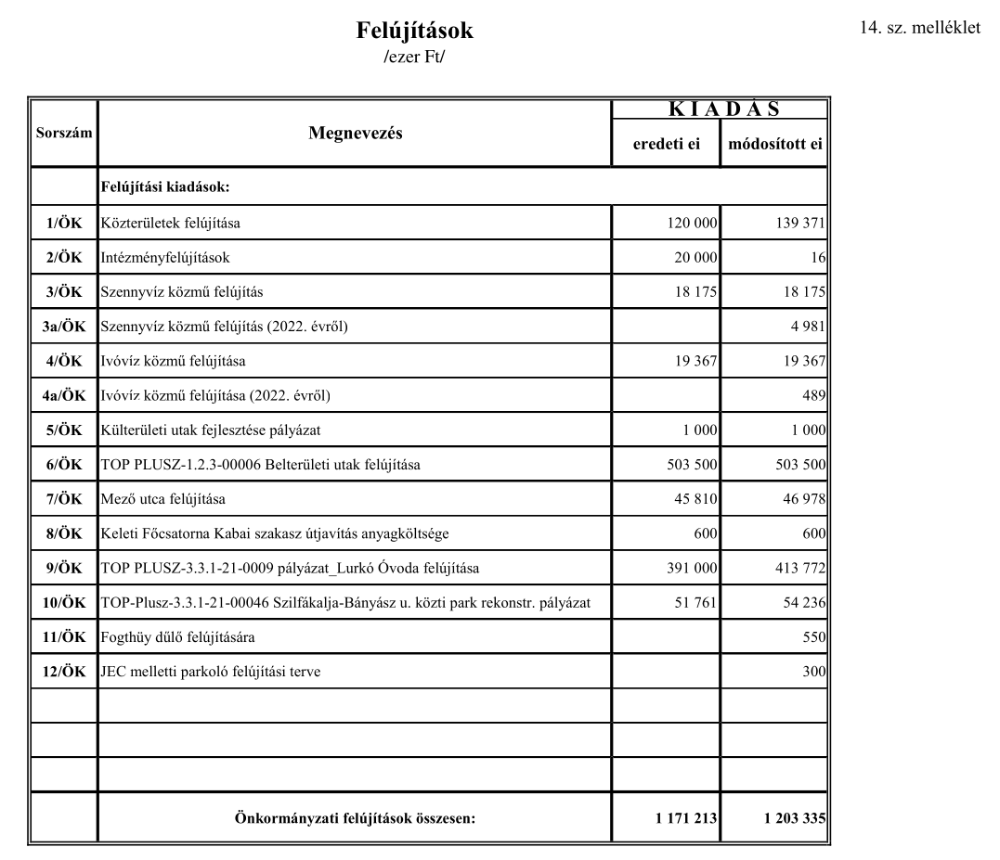 Felújítások
14. sz. melléklet
/ezer Ft/
Sorszám Megnevezés K I A D Á S
eredeti ei módosított ei
Felújítási kiadások:
1/ÖK Közterületek felújítása 120 000 139 371
2/ÖK Intézményfelújítások 20 000 16
3/ÖK Szennyvíz közmű felújítás 18 175 18 175
3a/ÖK Szennyvíz közmű felújítás (2022. évről) 4 981
4/ÖK Ivóvíz közmű felújítása 19 367 19 367
4a/ÖK Ivóvíz közmű felújítása (2022. évről) 489
5/ÖK Külterületi utak fejlesztése pályázat 1 000 1 000
6/ÖK TOP PLUSZ-1.2.3-00006 Belterületi utak felújítása 503 500 503 500
7/ÖK Mező utca felújítása 45 810 46 978
8/ÖK Keleti Főcsatorna Kabai szakasz útjavítás anyagköltsége 600 600
9/ÖK TOP PLUSZ-3.3.1-21-0009 pályázat_Lurkó Óvoda felújítása 391 000 413 772
10/ÖK TOP-Plusz-3.3.1-21-00046 Szilfákalja-Bányász u. közti park rekonstr. pályázat 51 761 54 236
11/ÖK Fogthüy dűlő felújítására 550
12/ÖK JEC melletti parkoló felújítási terve 300
Önkormányzati felújítások összesen: 1 171 213 1 203 335